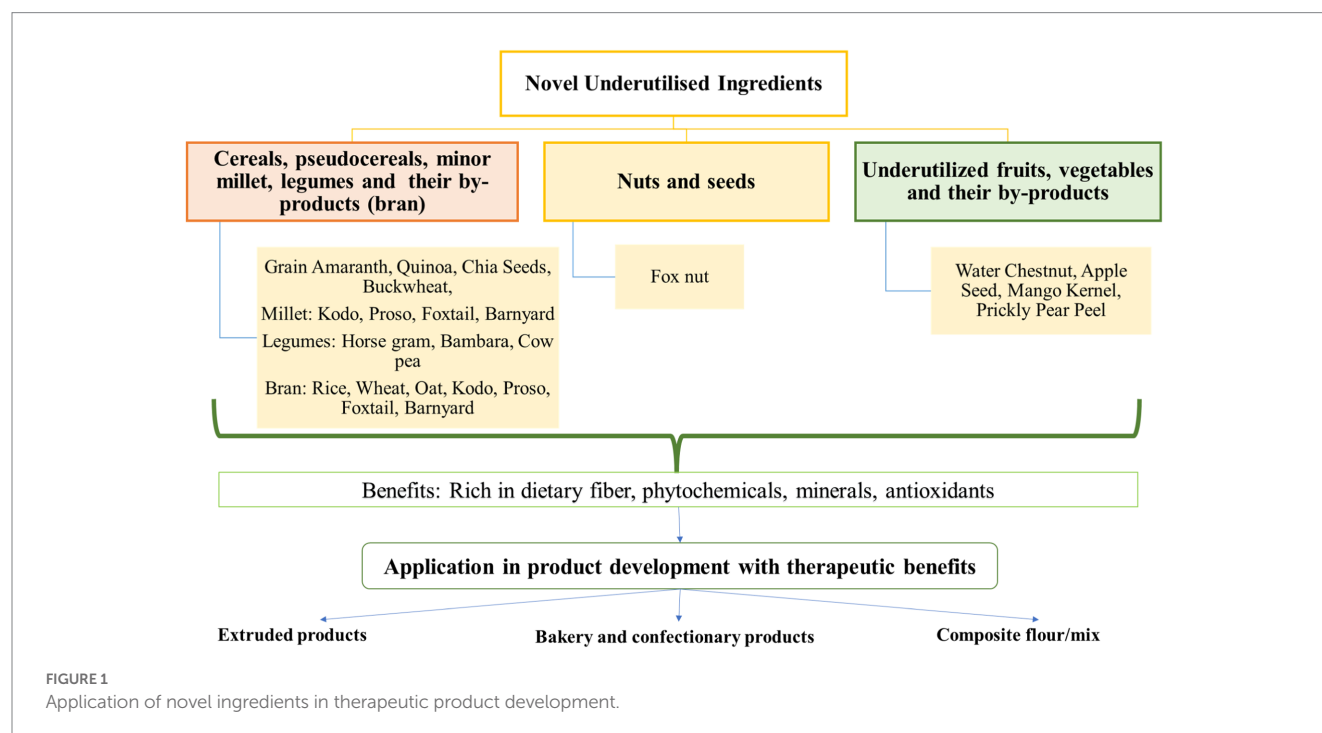 Novel Underutilised Ingredients
Cereals, pseudocereals, minor
millet, legumes and their by-
products (bran)
Nuts and seeds
Underutilized fruits, vegetables
and their by-products
Grain Amaranth, Quinoa, Chia Seeds,
Buckwheat,
Millet: Kodo, Proso, Foxtail, Barnyard
Legumes: Horse gram, Bambara, Cow
pea
Bran: Rice, Wheat, Oat, Kodo, Proso,
Foxtail, Barnyard
Fox nut
Water Chestnut, Apple
Seed, Mango Kernel,
Prickly Pear Peel
Benefits: Rich in dietary fiber, phytochemicals, minerals, antioxidants
Application in product development with therapeutic benefits
Extruded products
Bakery and confectionary products
Composite flour/mix
FIGURE 1
Application of novel ingredients in therapeutic product development.